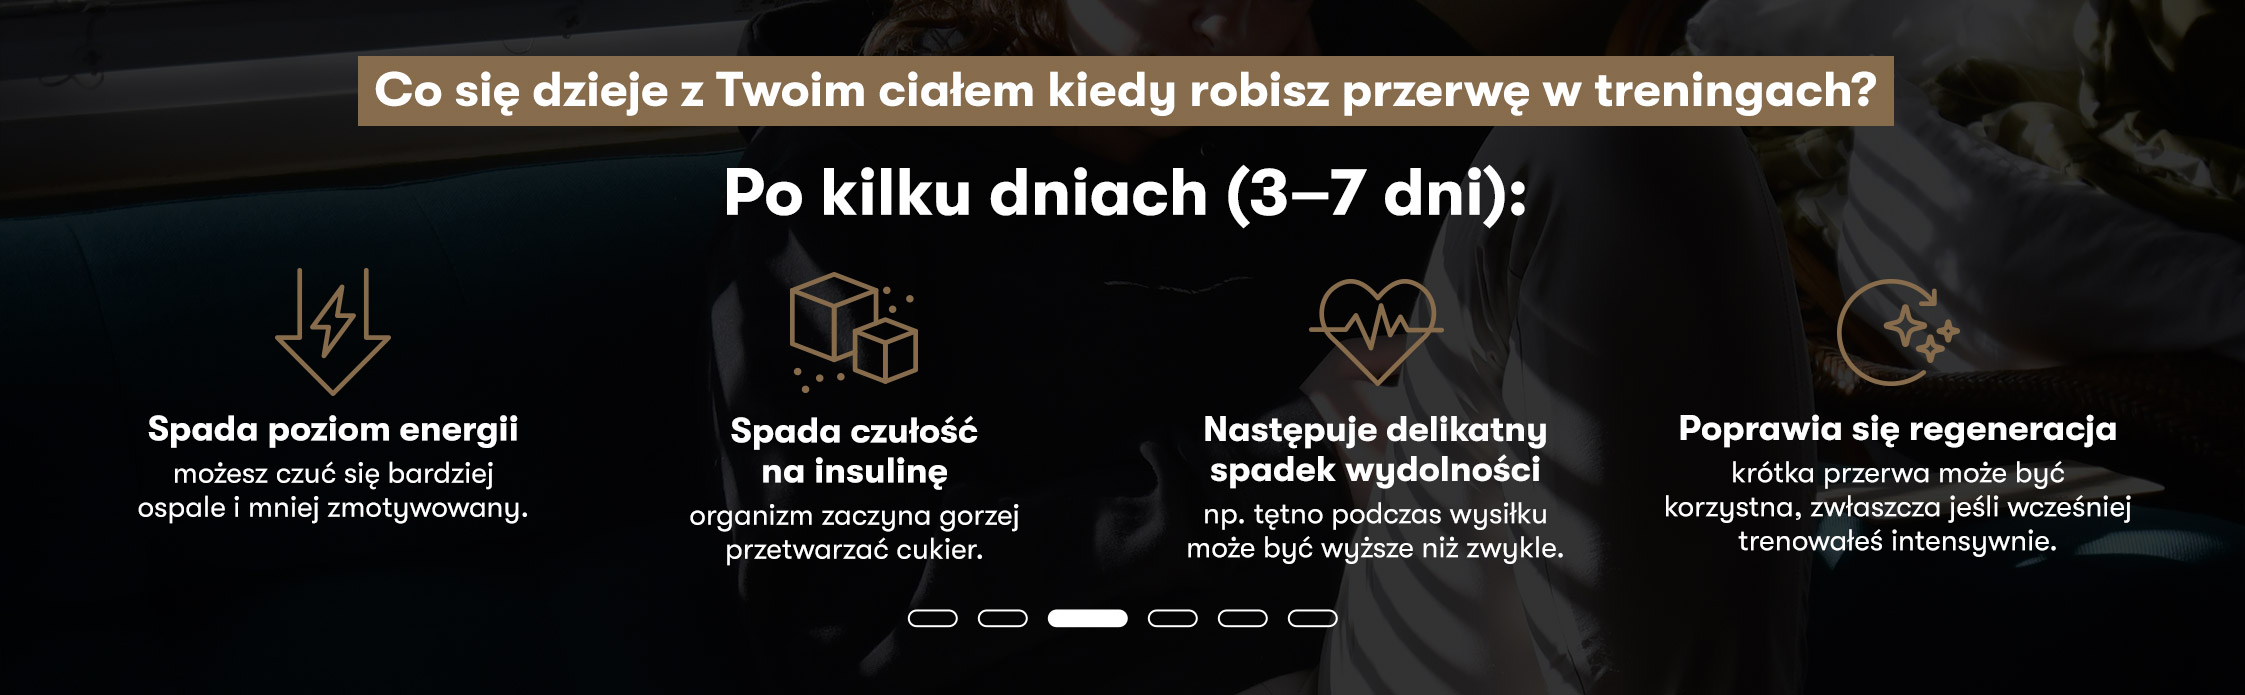 Co się dzieje z Twoim ciałem kiedy robisz przerwę w treningach?
Po kilku dniach (3–7 dni):
Spada poziom energii
możesz czuć się bardziej
ospale i mniej zmotywowany.
Spada czułość
na insulinę
organizm zaczyna gorzej
przetwarzać cukier.
Następuje delikatny
spadek wydolności
np. tętno podczas wysiłku
może być wyższe niż zwykle.
Poprawia się regeneracja
krótka przerwa może być
korzystna, zwłaszcza jeśli wcześniej
trenowałeś intensywnie.